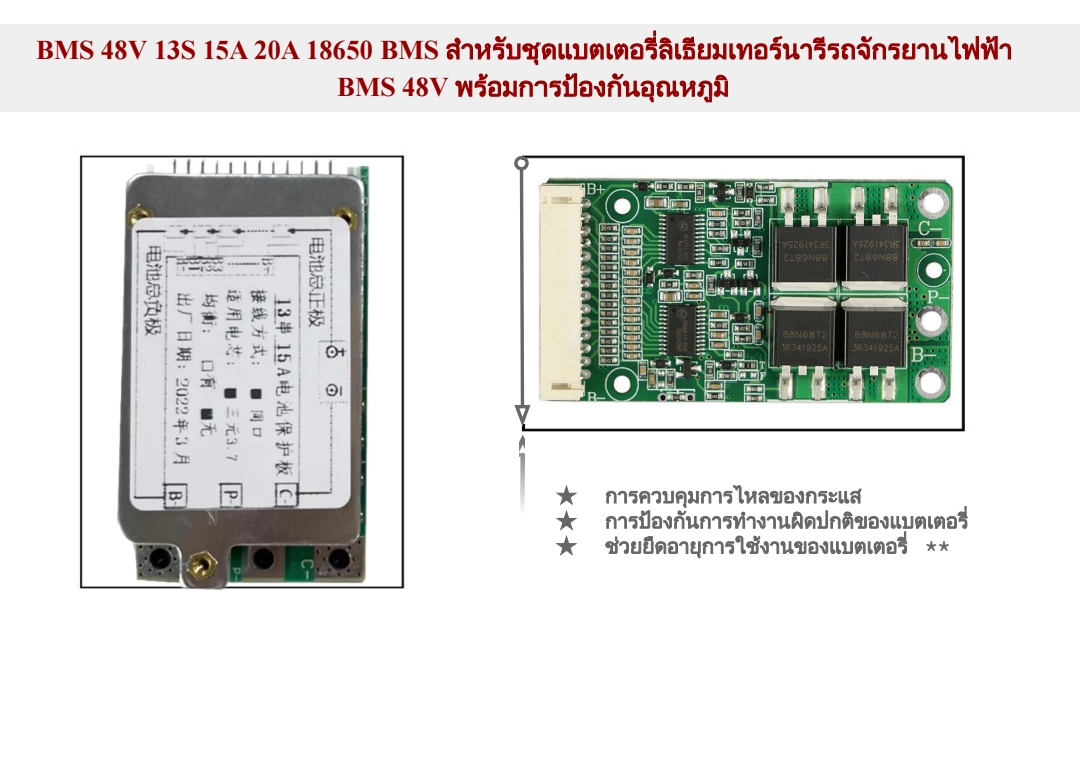 BMS 48V 13S 15A 20A 18650 BMS สำหรับชุดแบตเตอรี่ลิเธียมเทอร์นารีรถจักรยานไฟฟ้า
BMS 48V พร้อมการป้องกันอุณหภูมิ
电池总正极
电池总负极
13串15A电池保护板
接线方式: ■同口
适用电芯: ■三元3.7
均衡: □有 ■无
出厂日期: 2022年3月
B-
P-
C-
C-
B+
B-
C-
P-
B-
3R341925A
88N68T2
3R341925A
88N68T2
88N68T2
3R341925A
88N68T2
3R341925A
★ การควบคุมการไหลของกระแส
★ การป้องกันการทำงานผิดปกติของแบตเตอรี่
★ ช่วยยืดอายุการใช้งานของแบตเตอรี่ **